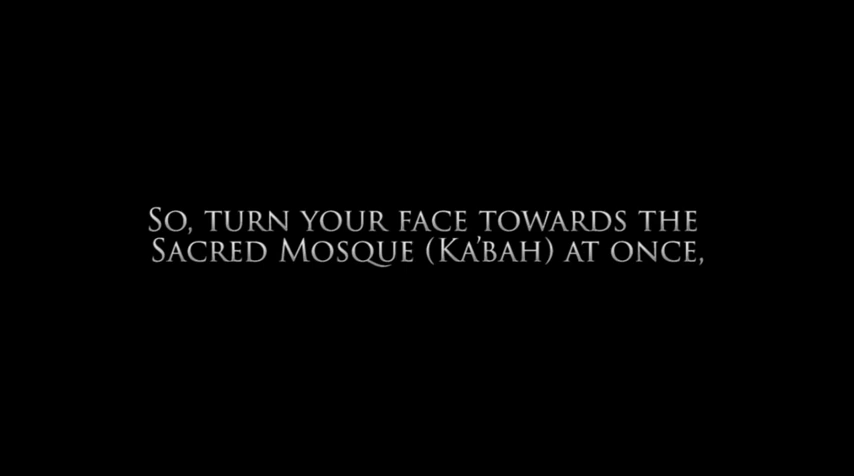 So, turn your face towards the
Sacred Mosque (Ka'bah) at once,